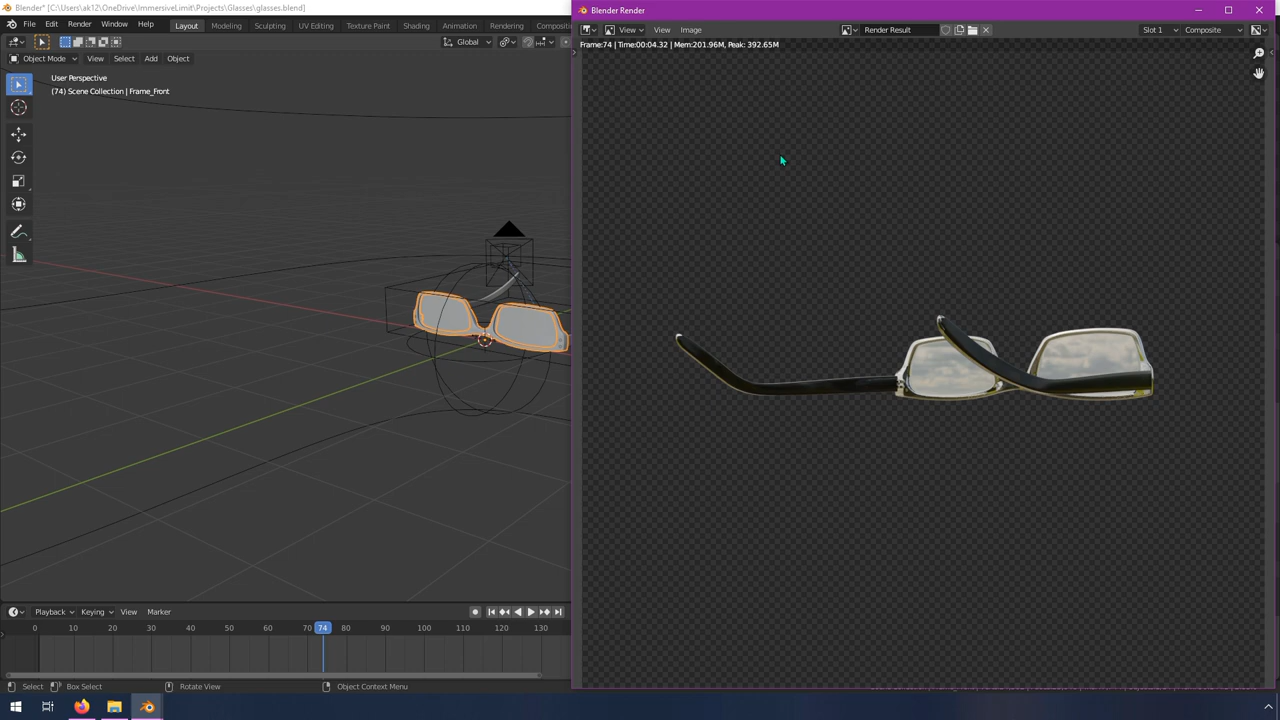 Blender* [C:\Users\ak12\OneDrive\ImmersiveLimit\Projects\Glasses\glasses.blend]
File Edit Render Window Help Layout Modeling Sculpting UV Editing Texture Paint Shading Animation Rendering Compositing
Global
Object Mode View Select Add Object
User Perspective
(74) Scene Collection | Frame_Front
Blender Render
View View Image Render Result Slot 1 Composite
Frame:74 | Time:00:04.32 | Mem:201.96M, Peak: 392.65M
Playback Keying View Marker
0 10 20 30 40 50 60 70 74 80 90 100 110 120 130
Select Box Select Rotate View Object Context Menu